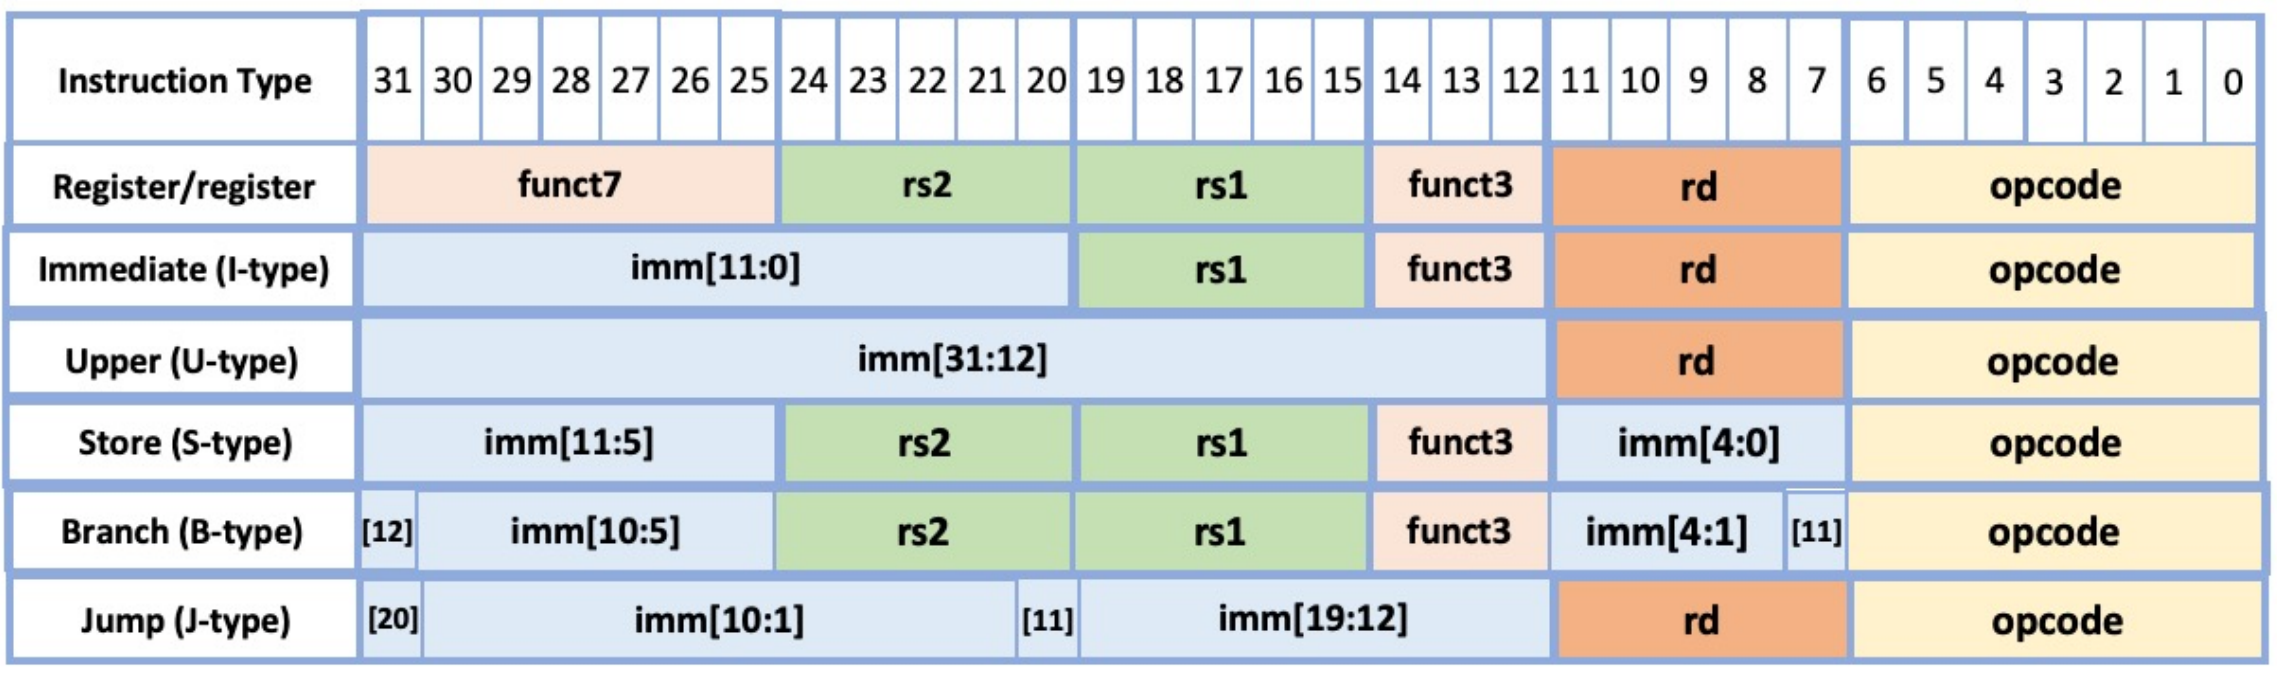 Instruction Type 31 30 29 28 27 26 25 24 23 22 21 20 19 18 17 16 15 14 13 12 11 10 9 8 7 6 5 4 3 2 1 0
Register/register funct7 rs2 rs1 funct3 rd opcode
Immediate (I-type) imm[11:0] rs1 funct3 rd opcode
Upper (U-type) imm[31:12] rd opcode
Store (S-type) imm[11:5] rs2 rs1 funct3 imm[4:0] opcode
Branch (B-type) [12] imm[10:5] rs2 rs1 funct3 imm[4:1] [11] opcode
Jump (J-type) [20] imm[10:1] [11] imm[19:12] rd opcode